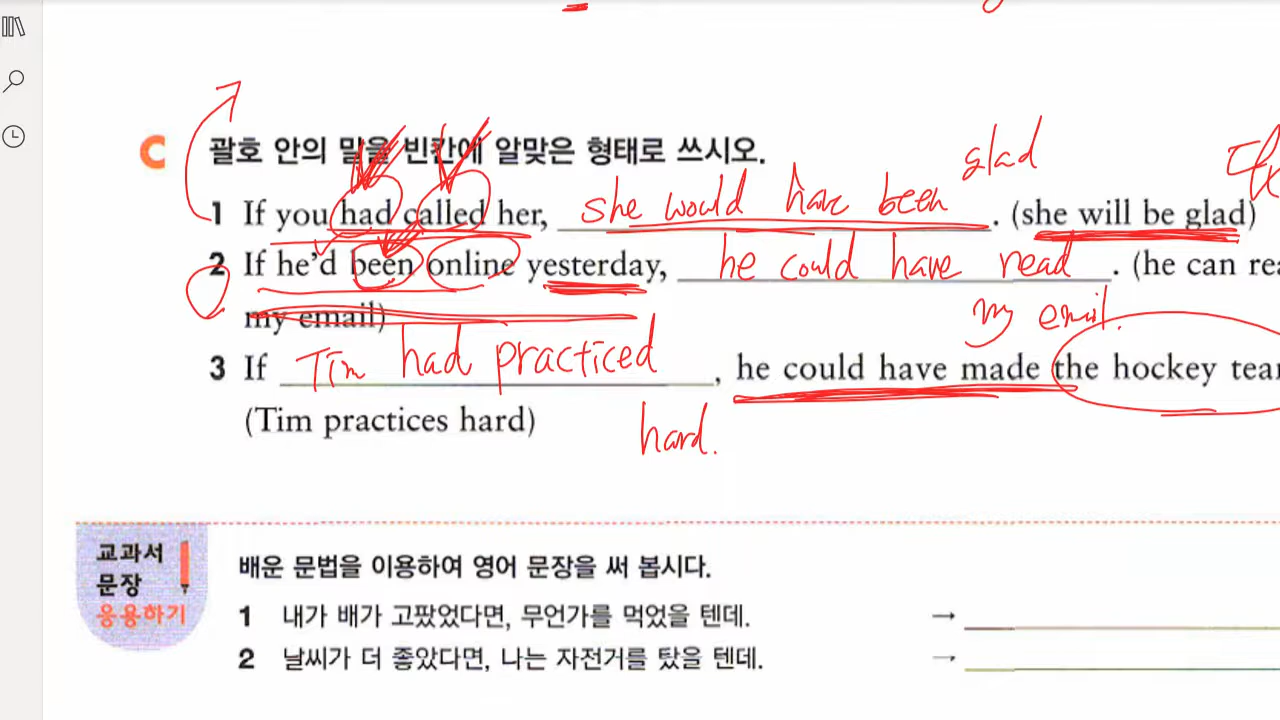 C 괄호 안의 말을 빈칸에 알맞은 형태로 쓰시오.
glad
1 If you had called her, she would have been . (she will be glad)
2 If he'd been online yesterday, he could have read . (he can rea
my email)
my email.
3 If Tim had practiced , he could have made the hockey tear
(Tim practices hard)
hard.
교과서
문장
응용하기
배운 문법을 이용하여 영어 문장을 써 봅시다.
1 내가 배가 고팠었다면, 무언가를 먹었을 텐데. →
2 날씨가 더 좋았다면, 나는 자전거를 탔을 텐데. →